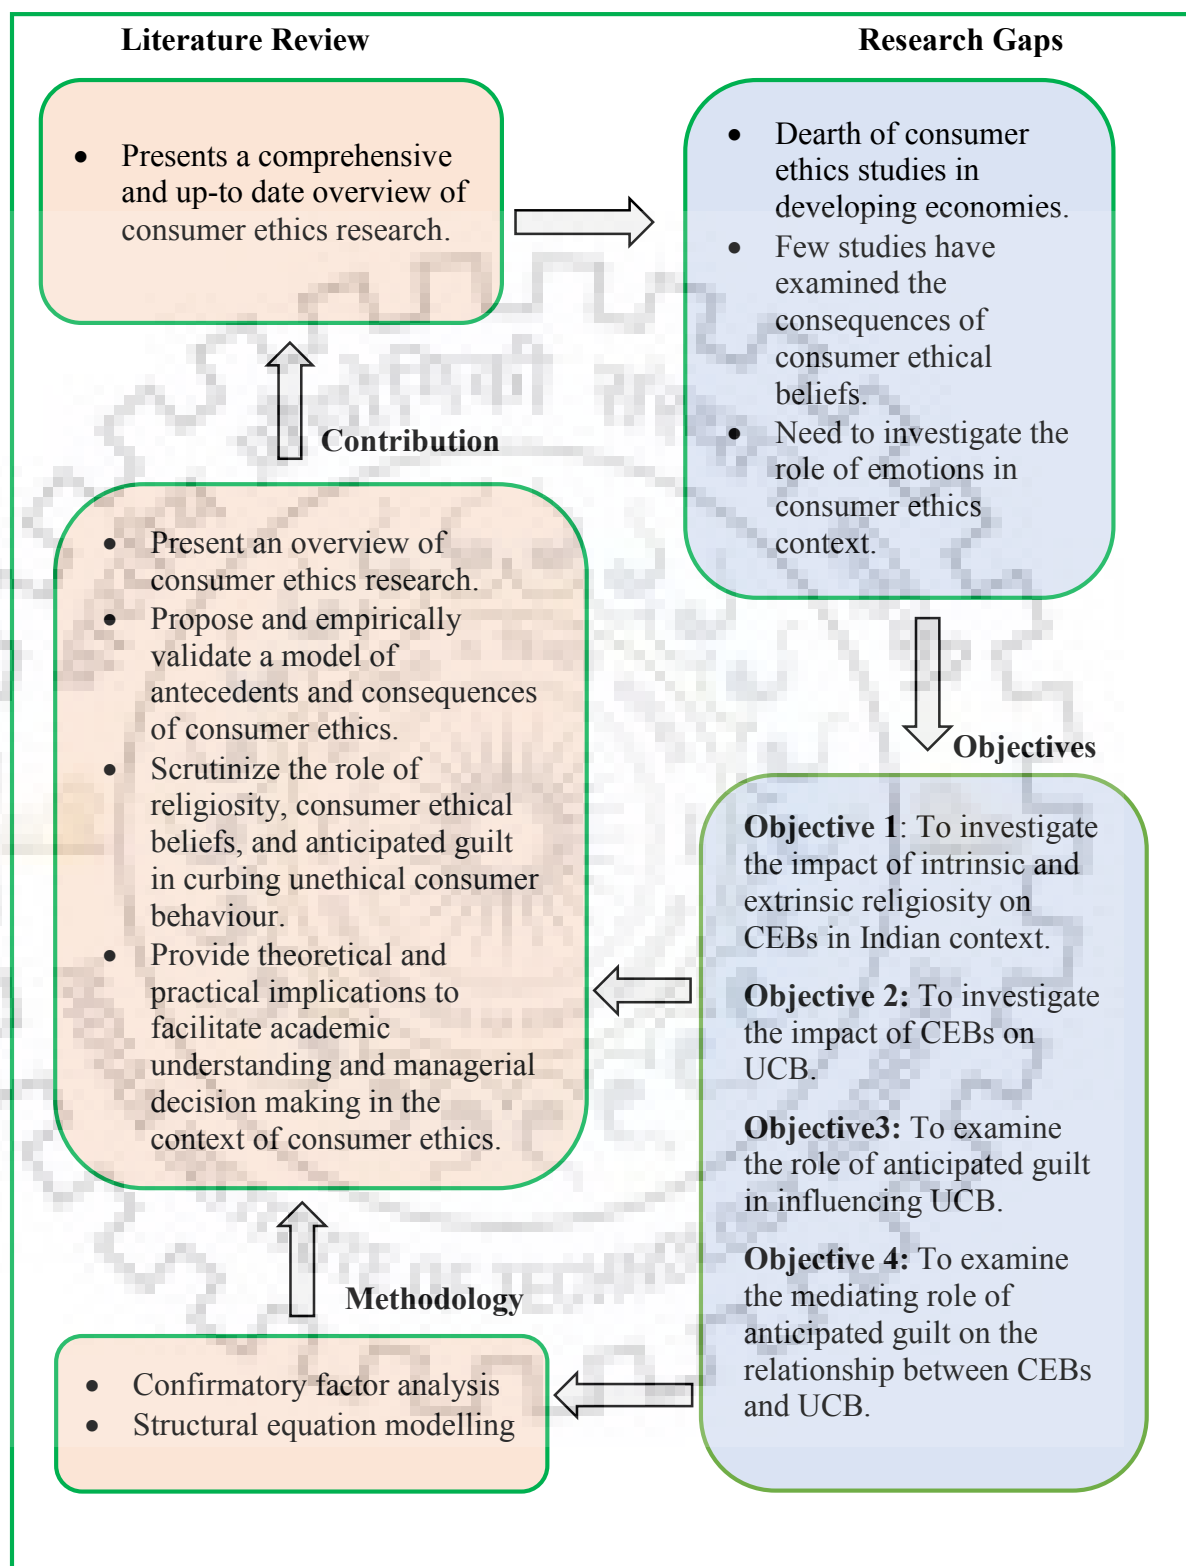 Literature Review
Research Gaps
• Presents a comprehensive
and up-to date overview of
consumer ethics research.
• Dearth of consumer
ethics studies in
developing economies.
• Few studies have
examined the
consequences of
consumer ethical
beliefs.
• Need to investigate the
role of emotions in
consumer ethics
context.
Contribution
• Present an overview of
consumer ethics research.
• Propose and empirically
validate a model of
antecedents and consequences
of consumer ethics.
• Scrutinize the role of
religiosity, consumer ethical
beliefs, and anticipated guilt
in curbing unethical consumer
behaviour.
• Provide theoretical and
practical implications to
facilitate academic
understanding and managerial
decision making in the
context of consumer ethics.
Objectives
Objective 1: To investigate
the impact of intrinsic and
extrinsic religiosity on
CEBs in Indian context.
Objective 2: To investigate
the impact of CEBs on
UCB.
Objective3: To examine
the role of anticipated guilt
in influencing UCB.
Objective 4: To examine
the mediating role of
anticipated guilt on the
relationship between CEBs
and UCB.
Methodology
• Confirmatory factor analysis
• Structural equation modelling